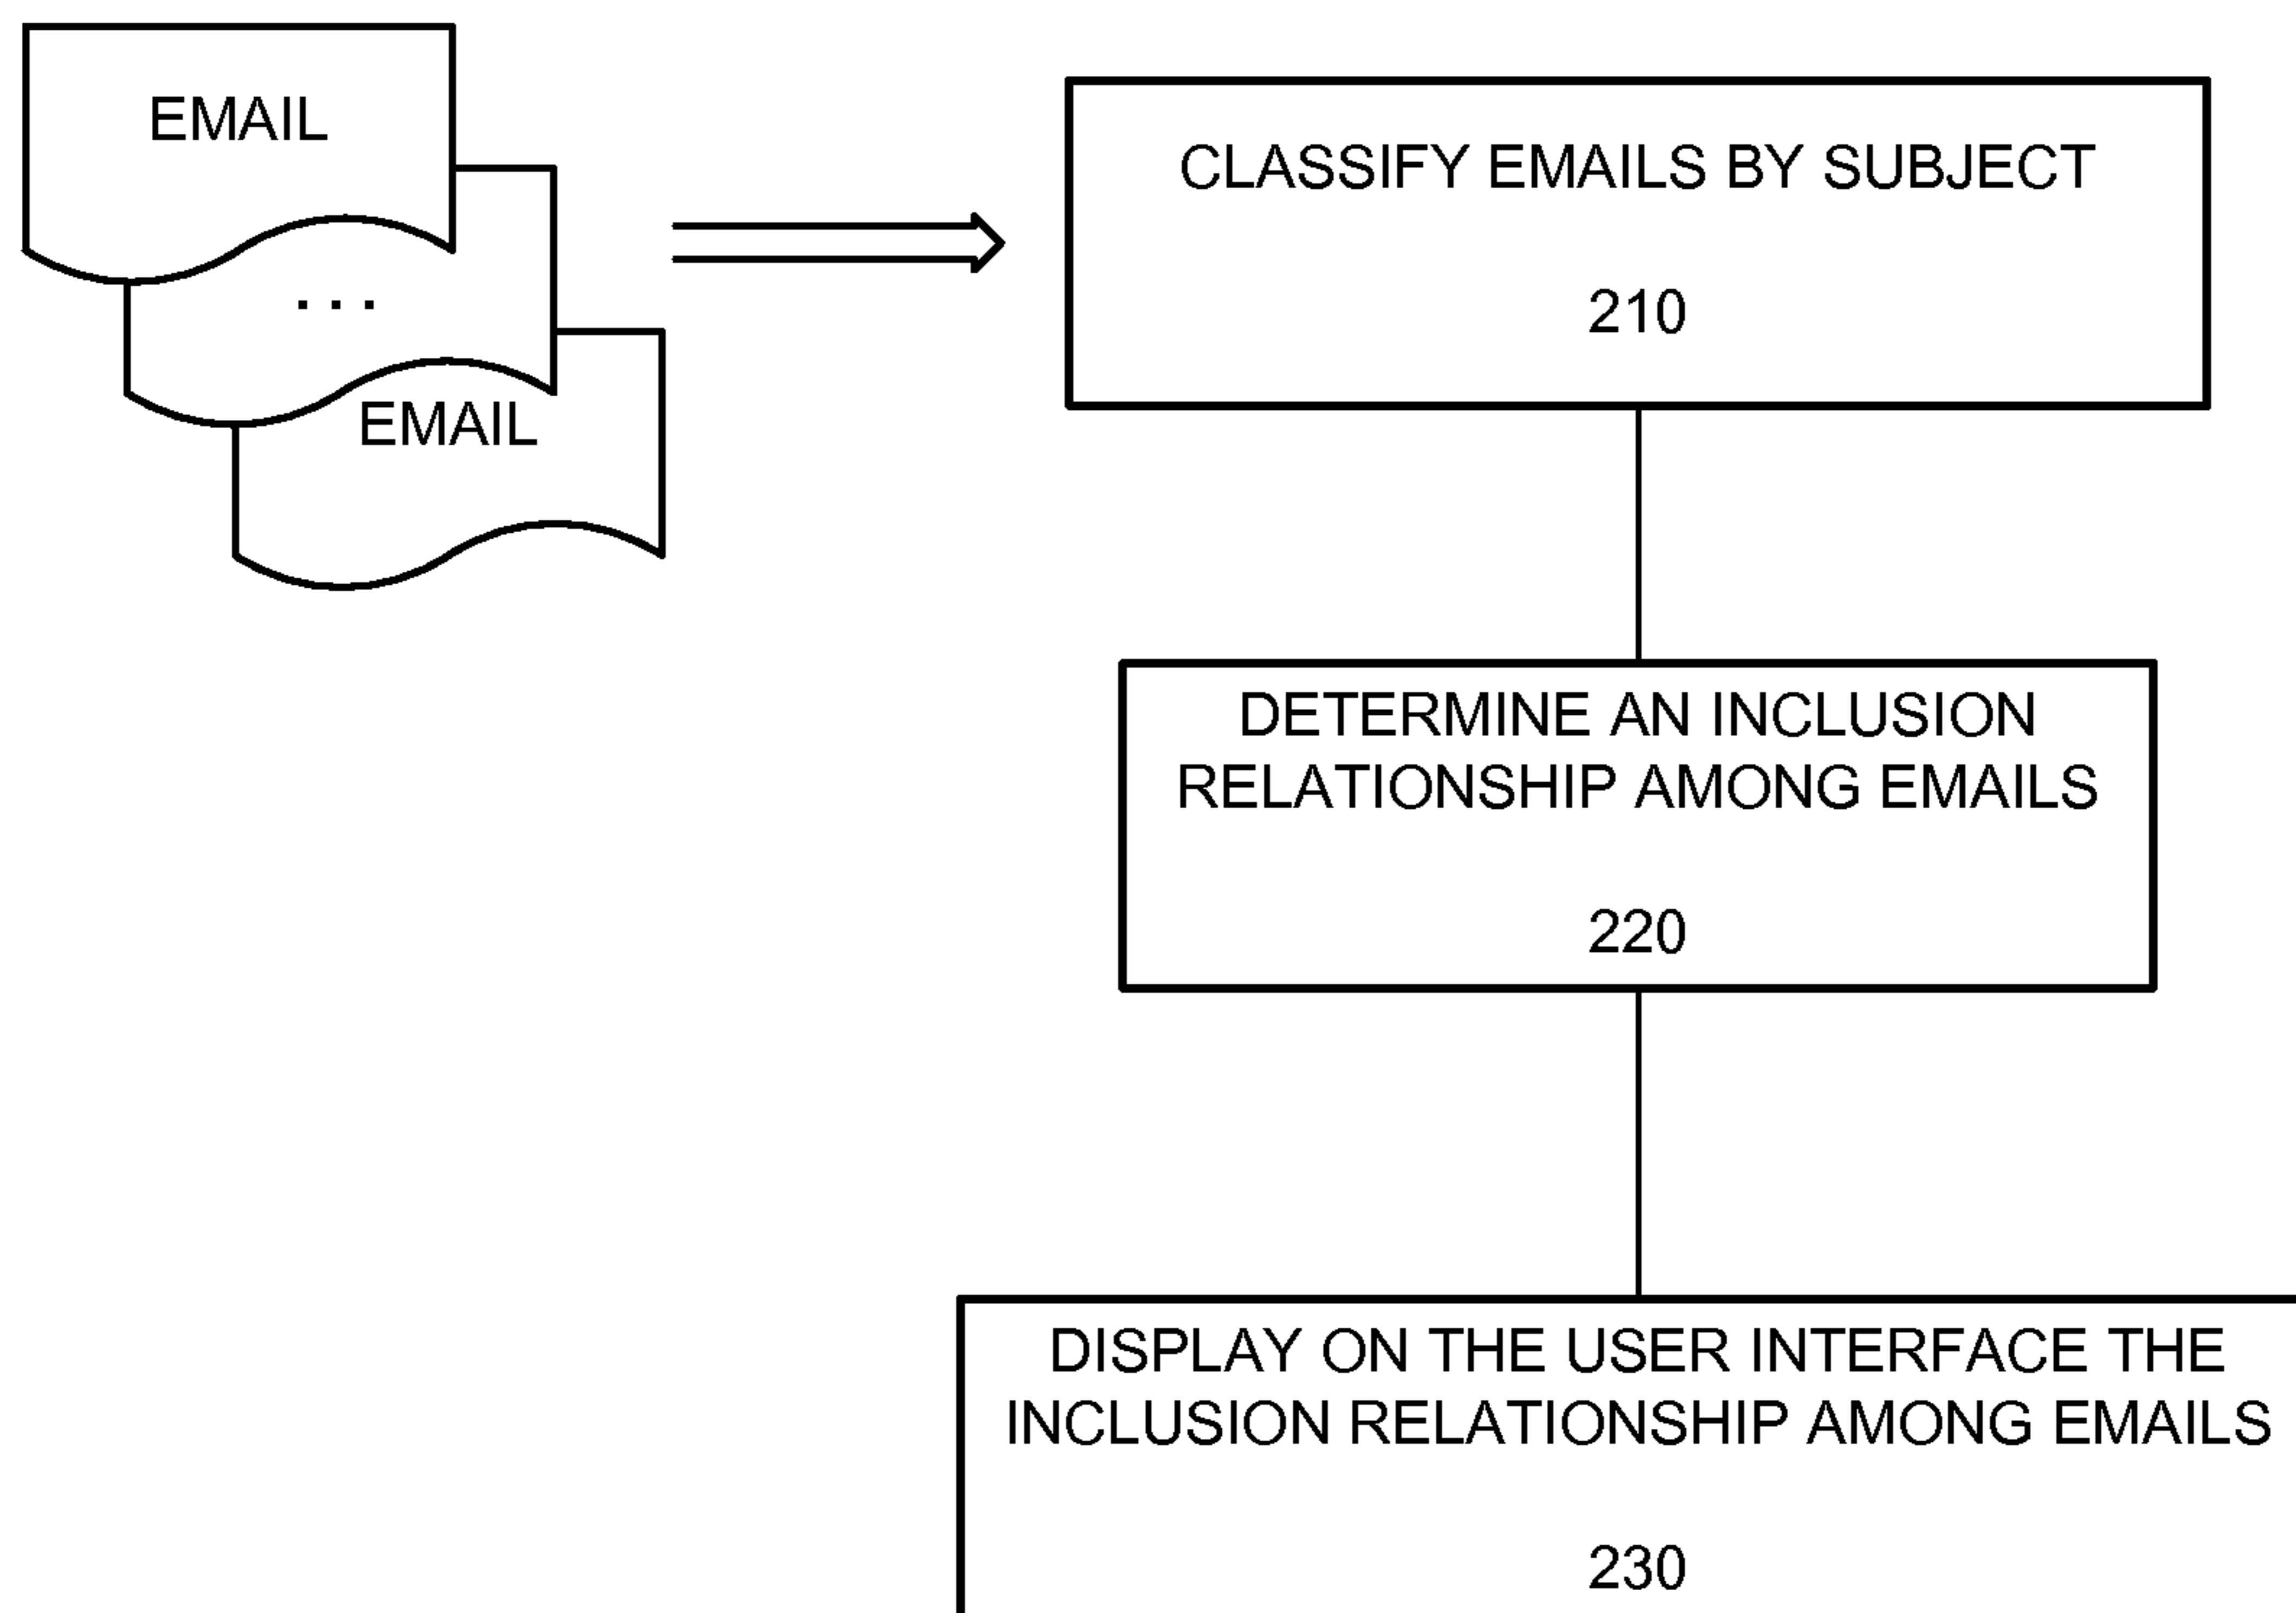 EMAIL
. . .
EMAIL
CLASSIFY EMAILS BY SUBJECT
210
DETERMINE AN INCLUSION
RELATIONSHIP AMONG EMAILS
220
DISPLAY ON THE USER INTERFACE THE
INCLUSION RELATIONSHIP AMONG EMAILS
230